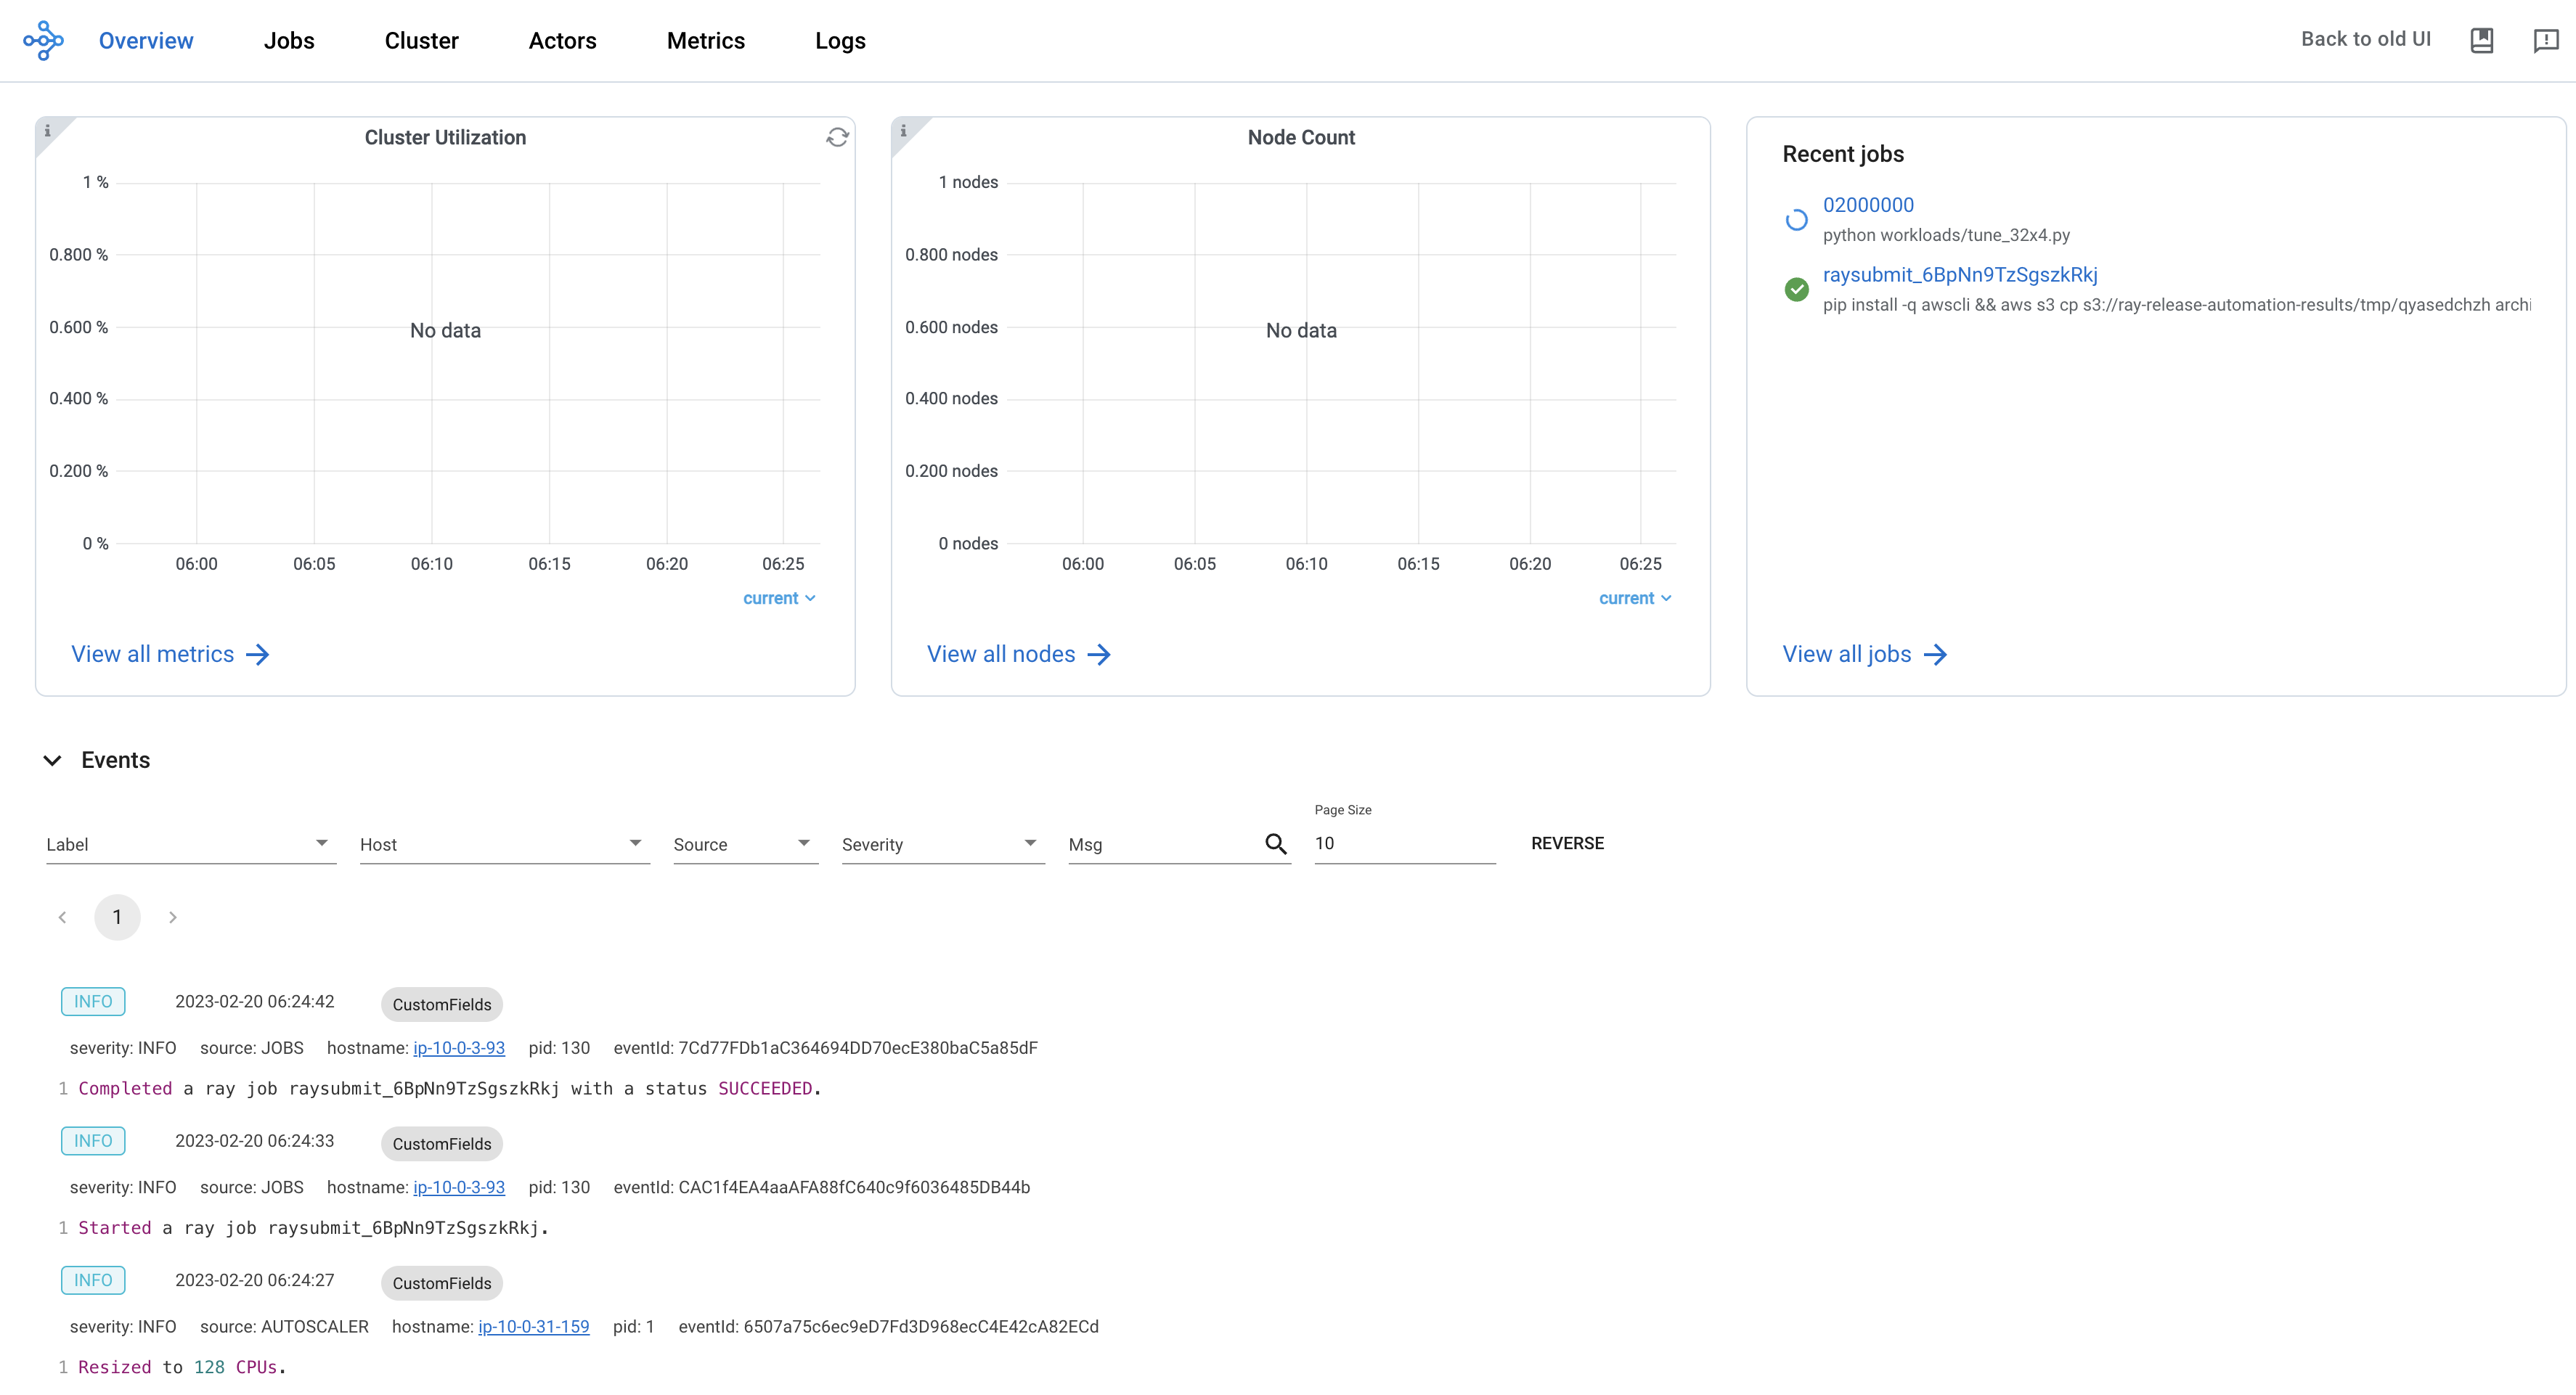 Overview Jobs Cluster Actors Metrics Logs Back to old UI
Cluster Utilization
1 %
0.800 %
0.600 %
0.400 %
0.200 %
0 %
No data
06:00 06:05 06:10 06:15 06:20 06:25
current
View all metrics
Node Count
1 nodes
0.800 nodes
0.600 nodes
0.400 nodes
0.200 nodes
0 nodes
No data
06:00 06:05 06:10 06:15 06:20 06:25
current
View all nodes
Recent jobs
02000000
python workloads/tune_32x4.py
raysubmit_6BpNn9TzSgszkRkj
pip install -q awscli && aws s3 cp s3://ray-release-automation-results/tmp/qyasedchzh archi
View all jobs
Events
Label Host Source Severity Msg Page Size 10 REVERSE
1
INFO 2023-02-20 06:24:42 CustomFields
severity: INFO source: JOBS hostname: ip-10-0-3-93 pid: 130 eventId: 7Cd77FDb1aC364694DD70ecE380baC5a85dF
1 Completed a ray job raysubmit_6BpNn9TzSgszkRkj with a status SUCCEEDED.
INFO 2023-02-20 06:24:33 CustomFields
severity: INFO source: JOBS hostname: ip-10-0-3-93 pid: 130 eventId: CAC1f4EA4aaAFA88fC640c9f6036485DB44b
1 Started a ray job raysubmit_6BpNn9TzSgszkRkj.
INFO 2023-02-20 06:24:27 CustomFields
severity: INFO source: AUTOSCALER hostname: ip-10-0-31-159 pid: 1 eventId: 6507a75c6ec9eD7Fd3D968ecC4E42cA82ECd
1 Resized to 128 CPUs.